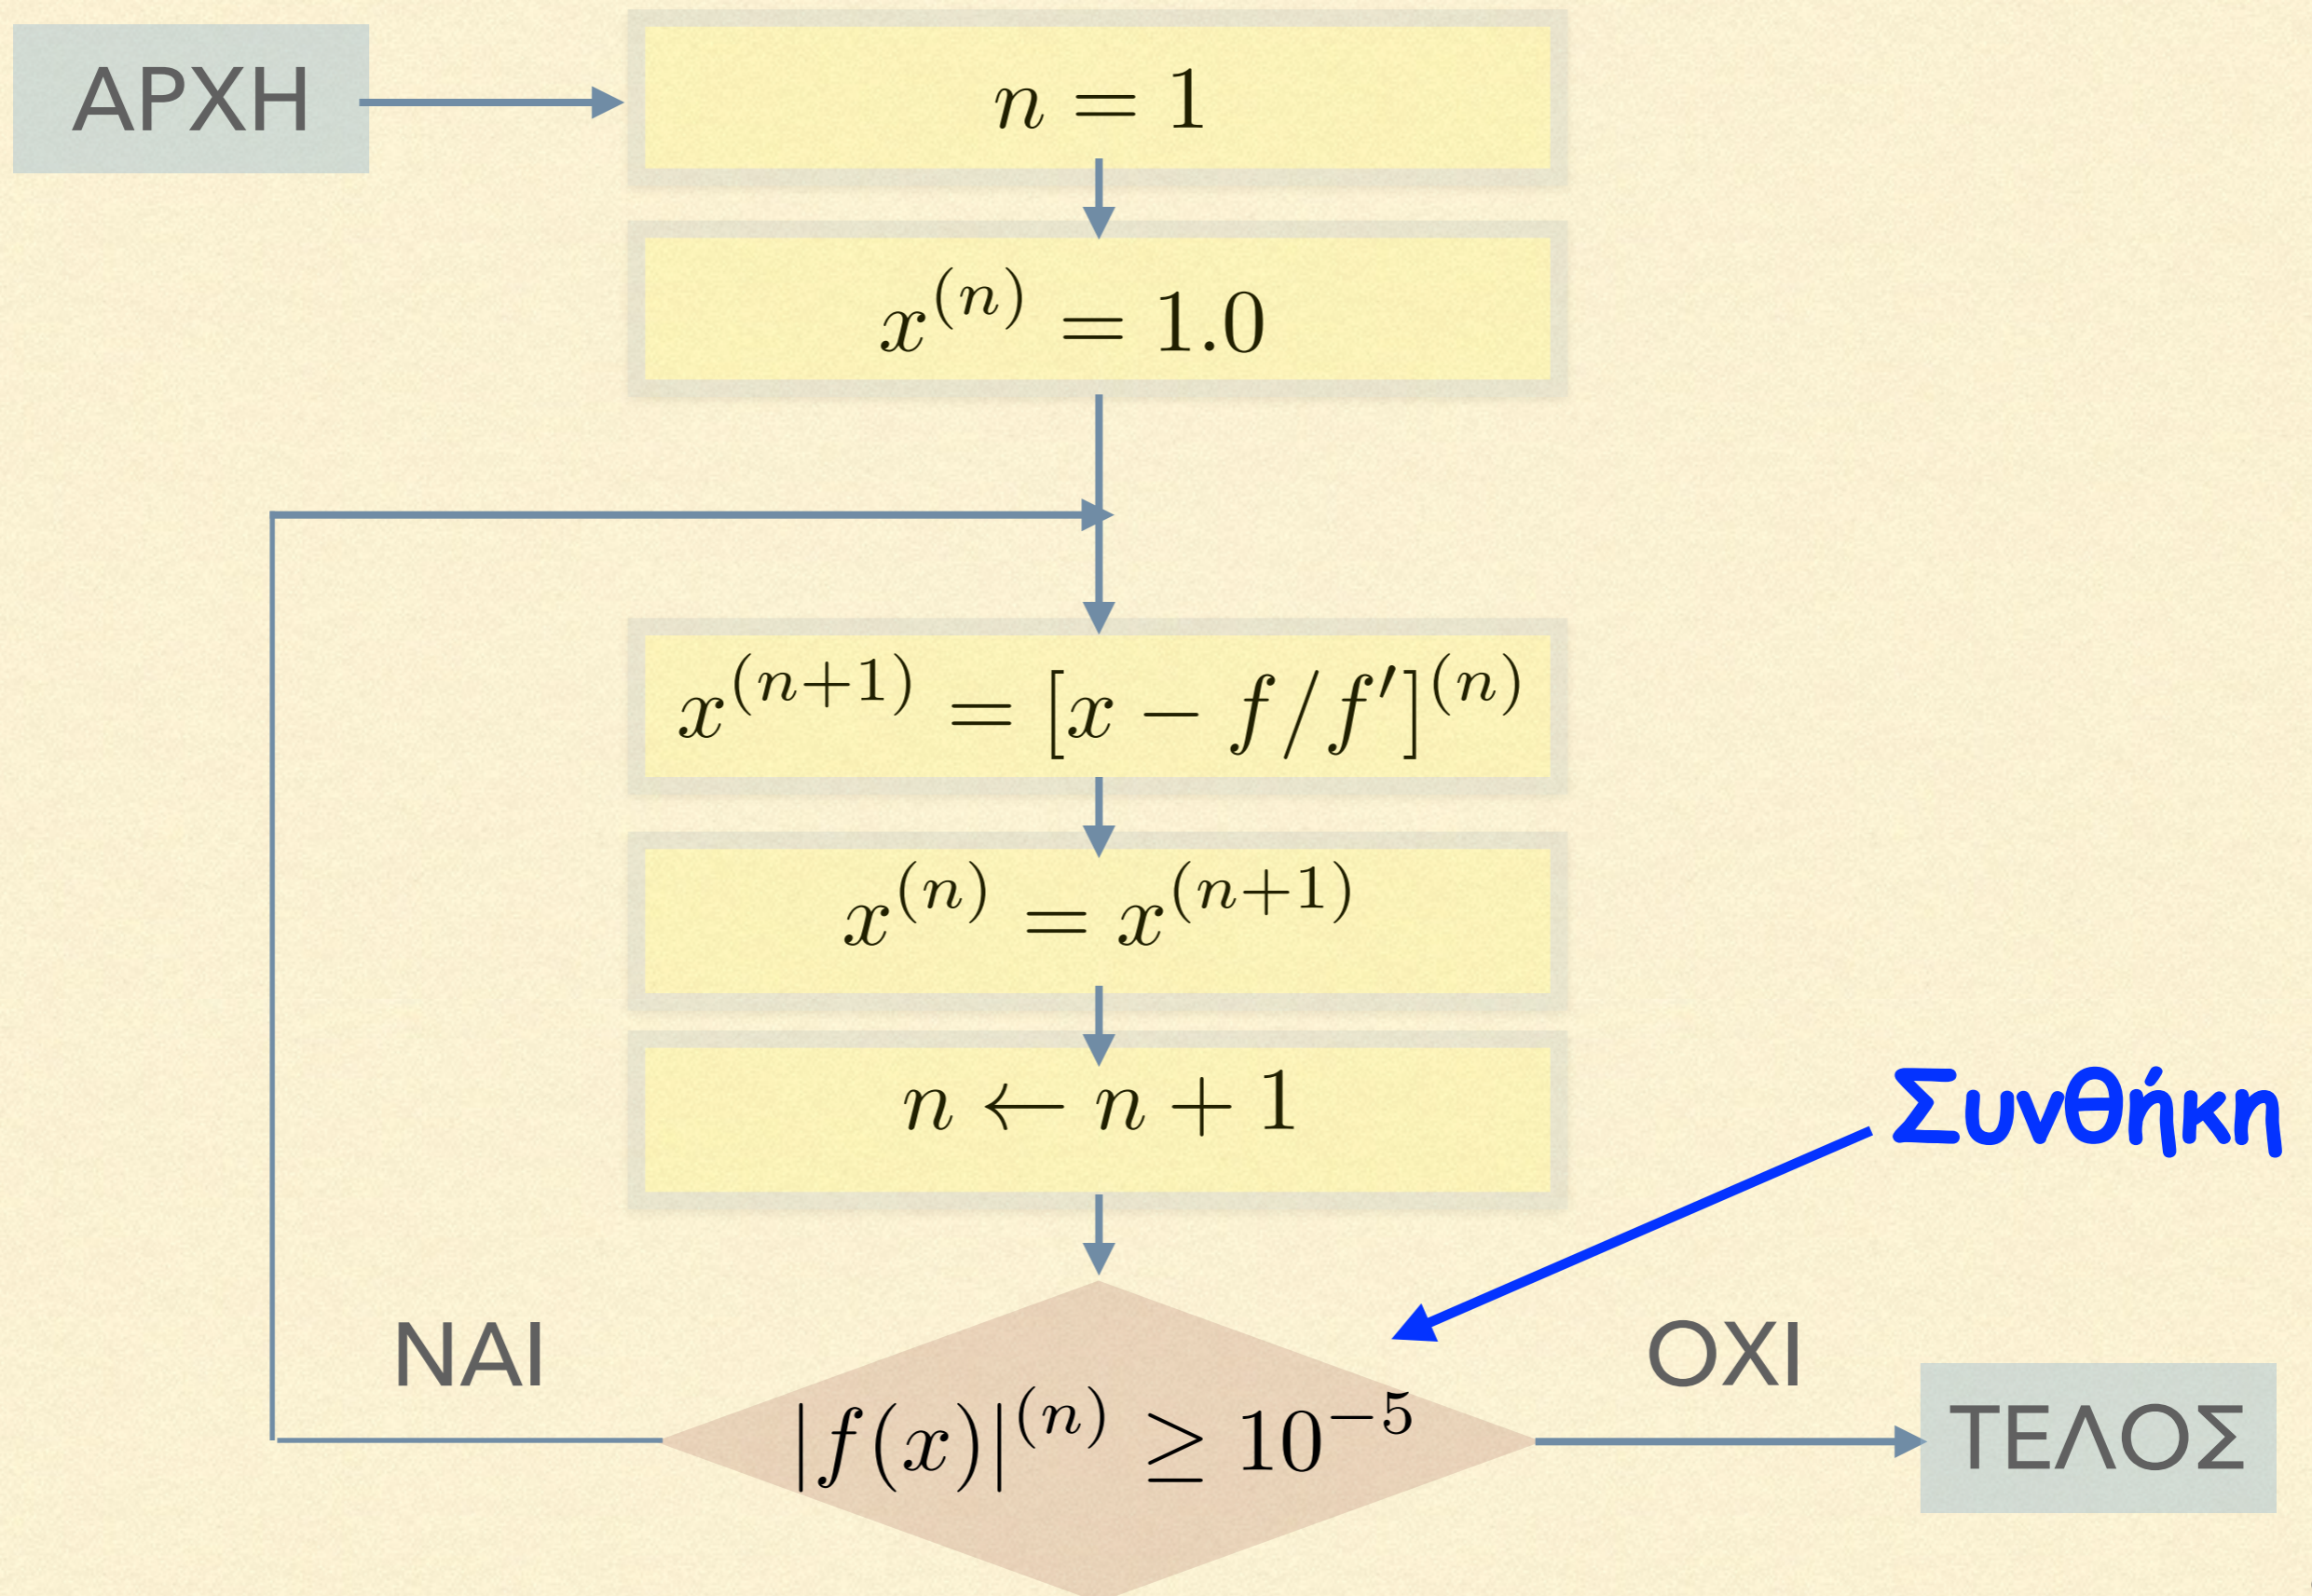 ΑΡΧΗ
n = 1
x^{(n)} = 1.0
x^{(n+1)} = [x − f/f′]^{(n)}
x^{(n)} = x^{(n+1)}
n ← n + 1
Συνθήκη
ΝΑΙ
|f(x)|^{(n)} ≥ 10^{−5}
ΟΧΙ
ΤΕΛΟΣ